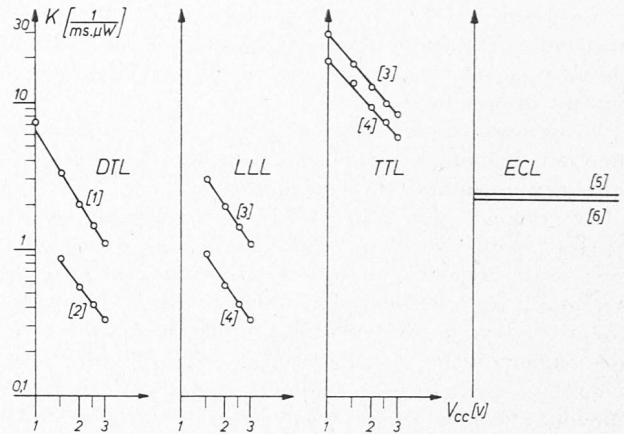 30
K [1/ms.μW]
10
1
0,1
DTL
[1]
[2]
1 2 3
LLL
[3]
[4]
1 2 3
TTL
[3]
[4]
1 2 3
ECL
[5]
[6]
Vcc [V]